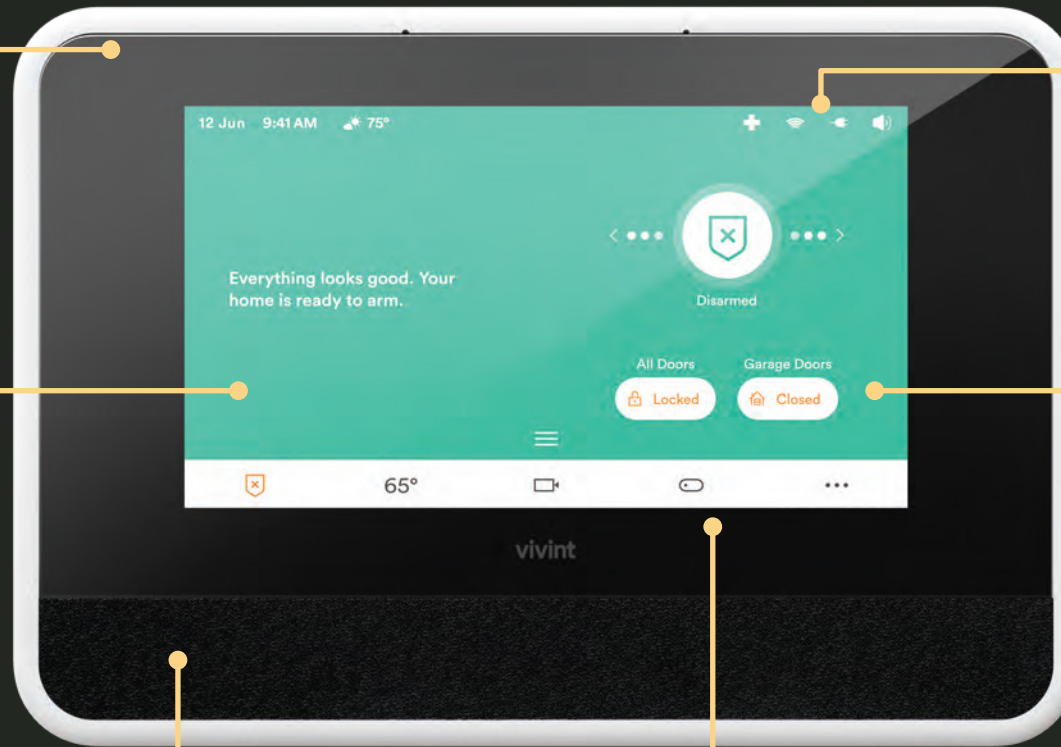 12 Jun 9:41 AM 75°
Everything looks good. Your
home is ready to arm.
Disarmed
All Doors Garage Doors
Locked Closed
65°
vivint